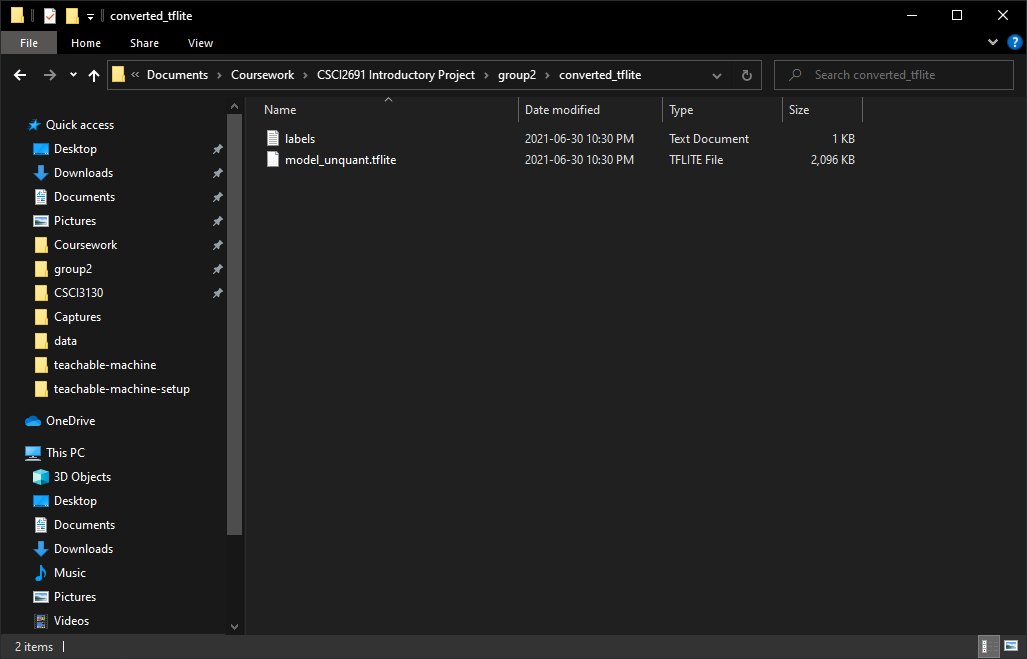 converted_tflite
File Home Share View
« Documents › Coursework › CSCI2691 Introductory Project › group2 › converted_tflite
Search converted_tflite
Name Date modified Type Size
labels 2021-06-30 10:30 PM Text Document 1 KB
model_unquant.tflite 2021-06-30 10:30 PM TFLITE File 2,096 KB
Quick access
Desktop
Downloads
Documents
Pictures
Coursework
group2
CSCI3130
Captures
data
teachable-machine
teachable-machine-setup
OneDrive
This PC
3D Objects
Desktop
Documents
Downloads
Music
Pictures
Videos
2 items